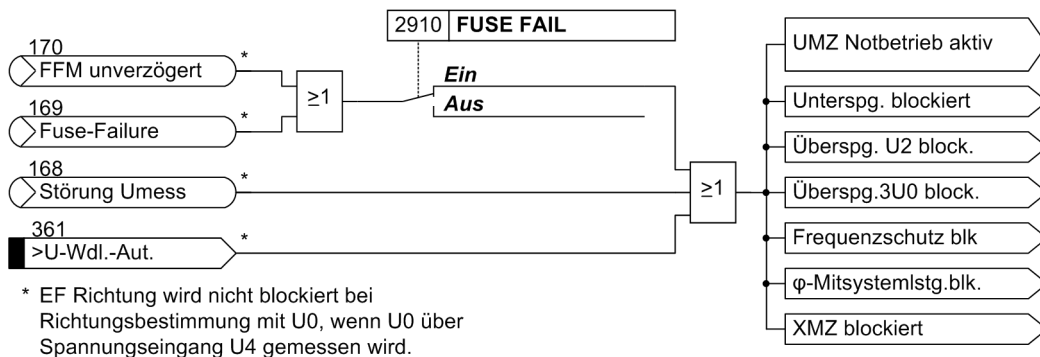 2910 FUSE FAIL
170
FFM unverzögert
*
169
Fuse-Failure
*
168
Störung Umess
*
361
>U-Wdl.-Aut.
*
≥1
Ein
Aus
≥1
UMZ Notbetrieb aktiv
Unterspg. blockiert
Überspg. U2 block.
Überspg.3U0 block.
Frequenzschutz blk
φ-Mitsystemlstg.blk.
XMZ blockiert
* EF Richtung wird nicht blockiert bei
Richtungsbestimmung mit U0, wenn U0 über
Spannungseingang U4 gemessen wird.